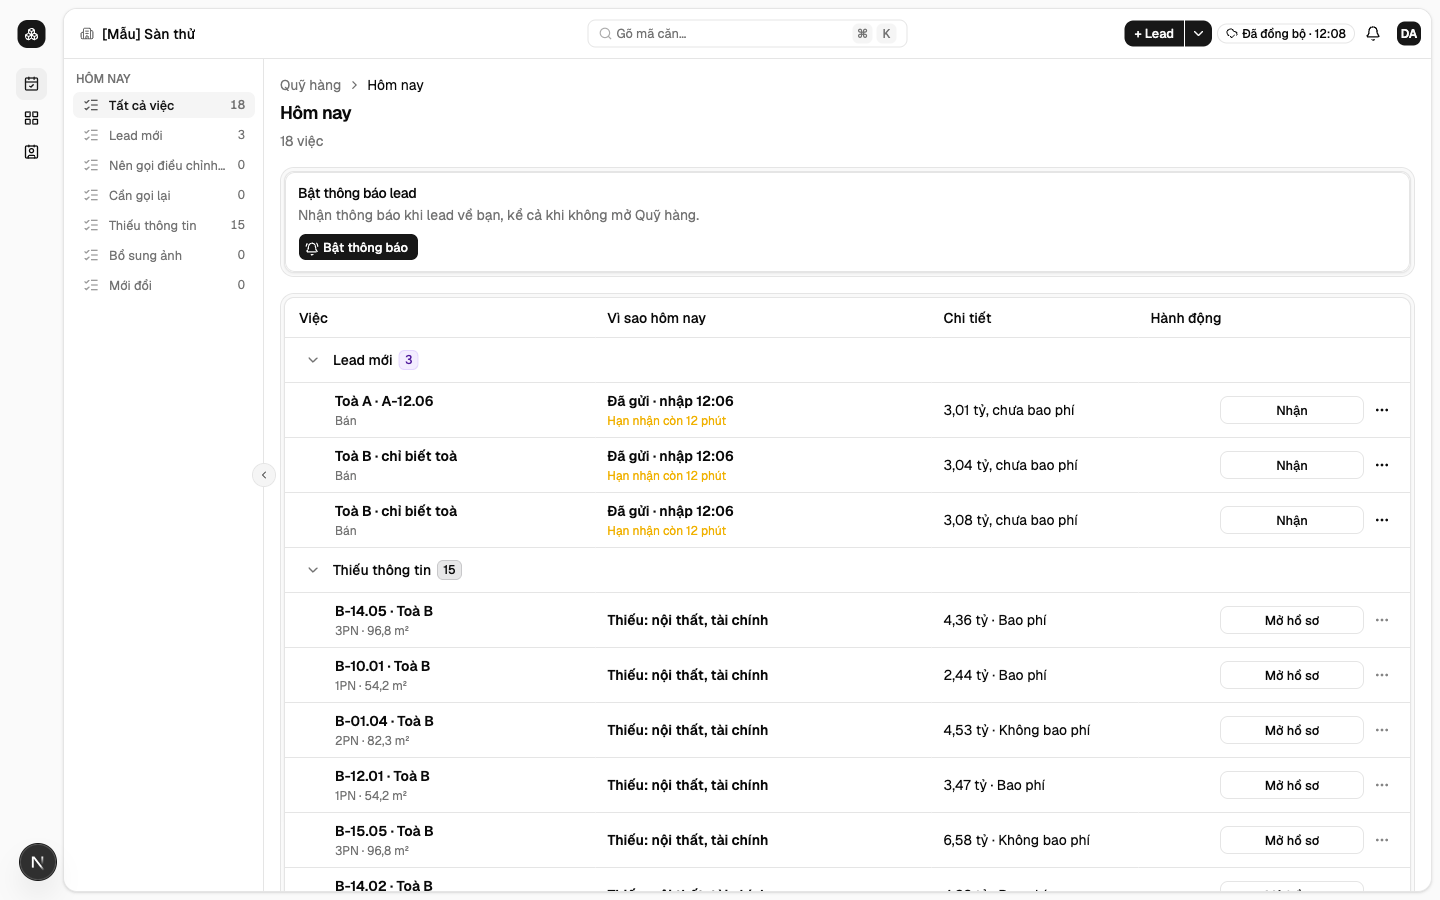 [Mẫu] Sàn thử
Gõ mã căn...
⌘ K
+ Lead
Đã đồng bộ · 12:08
DA
HÔM NAY
Tất cả việc 18
Lead mới 3
Nên gọi điều chỉnh... 0
Cần gọi lại 0
Thiếu thông tin 15
Bổ sung ảnh 0
Mới đổi 0
N
Quỹ hàng > Hôm nay
Hôm nay
18 việc
Bật thông báo lead
Nhận thông báo khi lead về bạn, kể cả khi không mở Quỹ hàng.
Bật thông báo
Việc Vì sao hôm nay Chi tiết Hành động
Lead mới 3
Toà A · A-12.06 Đã gửi · nhập 12:06 3,01 tỷ, chưa bao phí Nhận
Bán Hạn nhận còn 12 phút
Toà B · chỉ biết toà Đã gửi · nhập 12:06 3,04 tỷ, chưa bao phí Nhận
Bán Hạn nhận còn 12 phút
Toà B · chỉ biết toà Đã gửi · nhập 12:06 3,08 tỷ, chưa bao phí Nhận
Bán Hạn nhận còn 12 phút
Thiếu thông tin 15
B-14.05 · Toà B Thiếu: nội thất, tài chính 4,36 tỷ · Bao phí Mở hồ sơ
3PN · 96,8 m²
B-10.01 · Toà B Thiếu: nội thất, tài chính 2,44 tỷ · Bao phí Mở hồ sơ
1PN · 54,2 m²
B-01.04 · Toà B Thiếu: nội thất, tài chính 4,53 tỷ · Không bao phí Mở hồ sơ
2PN · 82,3 m²
B-12.01 · Toà B Thiếu: nội thất, tài chính 3,47 tỷ · Bao phí Mở hồ sơ
1PN · 54,2 m²
B-15.05 · Toà B Thiếu: nội thất, tài chính 6,58 tỷ · Không bao phí Mở hồ sơ
3PN · 96,8 m²
B-14.02 · Toà B